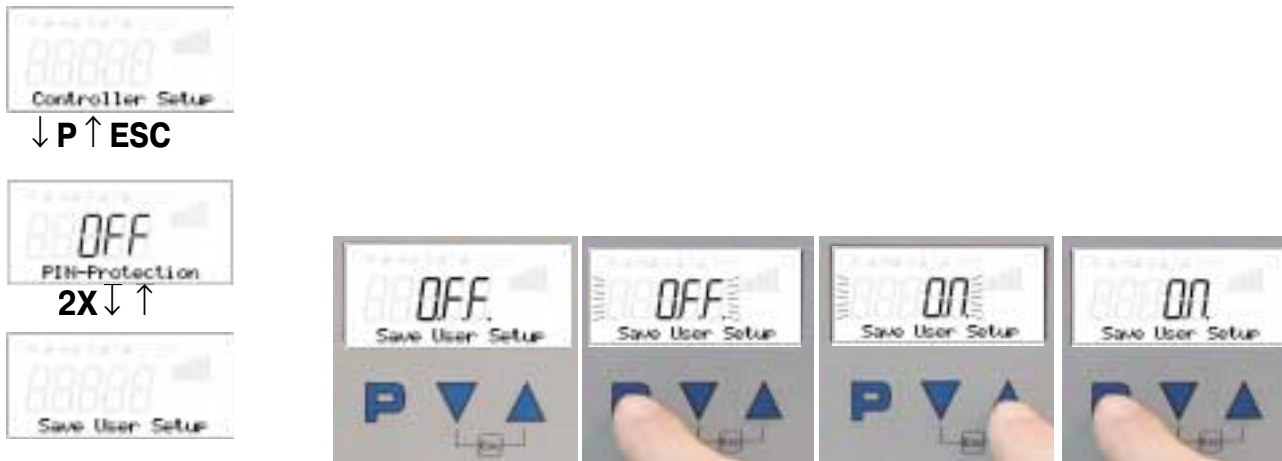 Controller Setup
↓ P ↑ ESC
OFF
PIN-Protection
2X ↓ ↑
Save User Setup
O.F.F.
Save User Setup
P
Esc
OFF.
Save User Setup
ON.
Save User Setup
P
ON.
Save User Setup